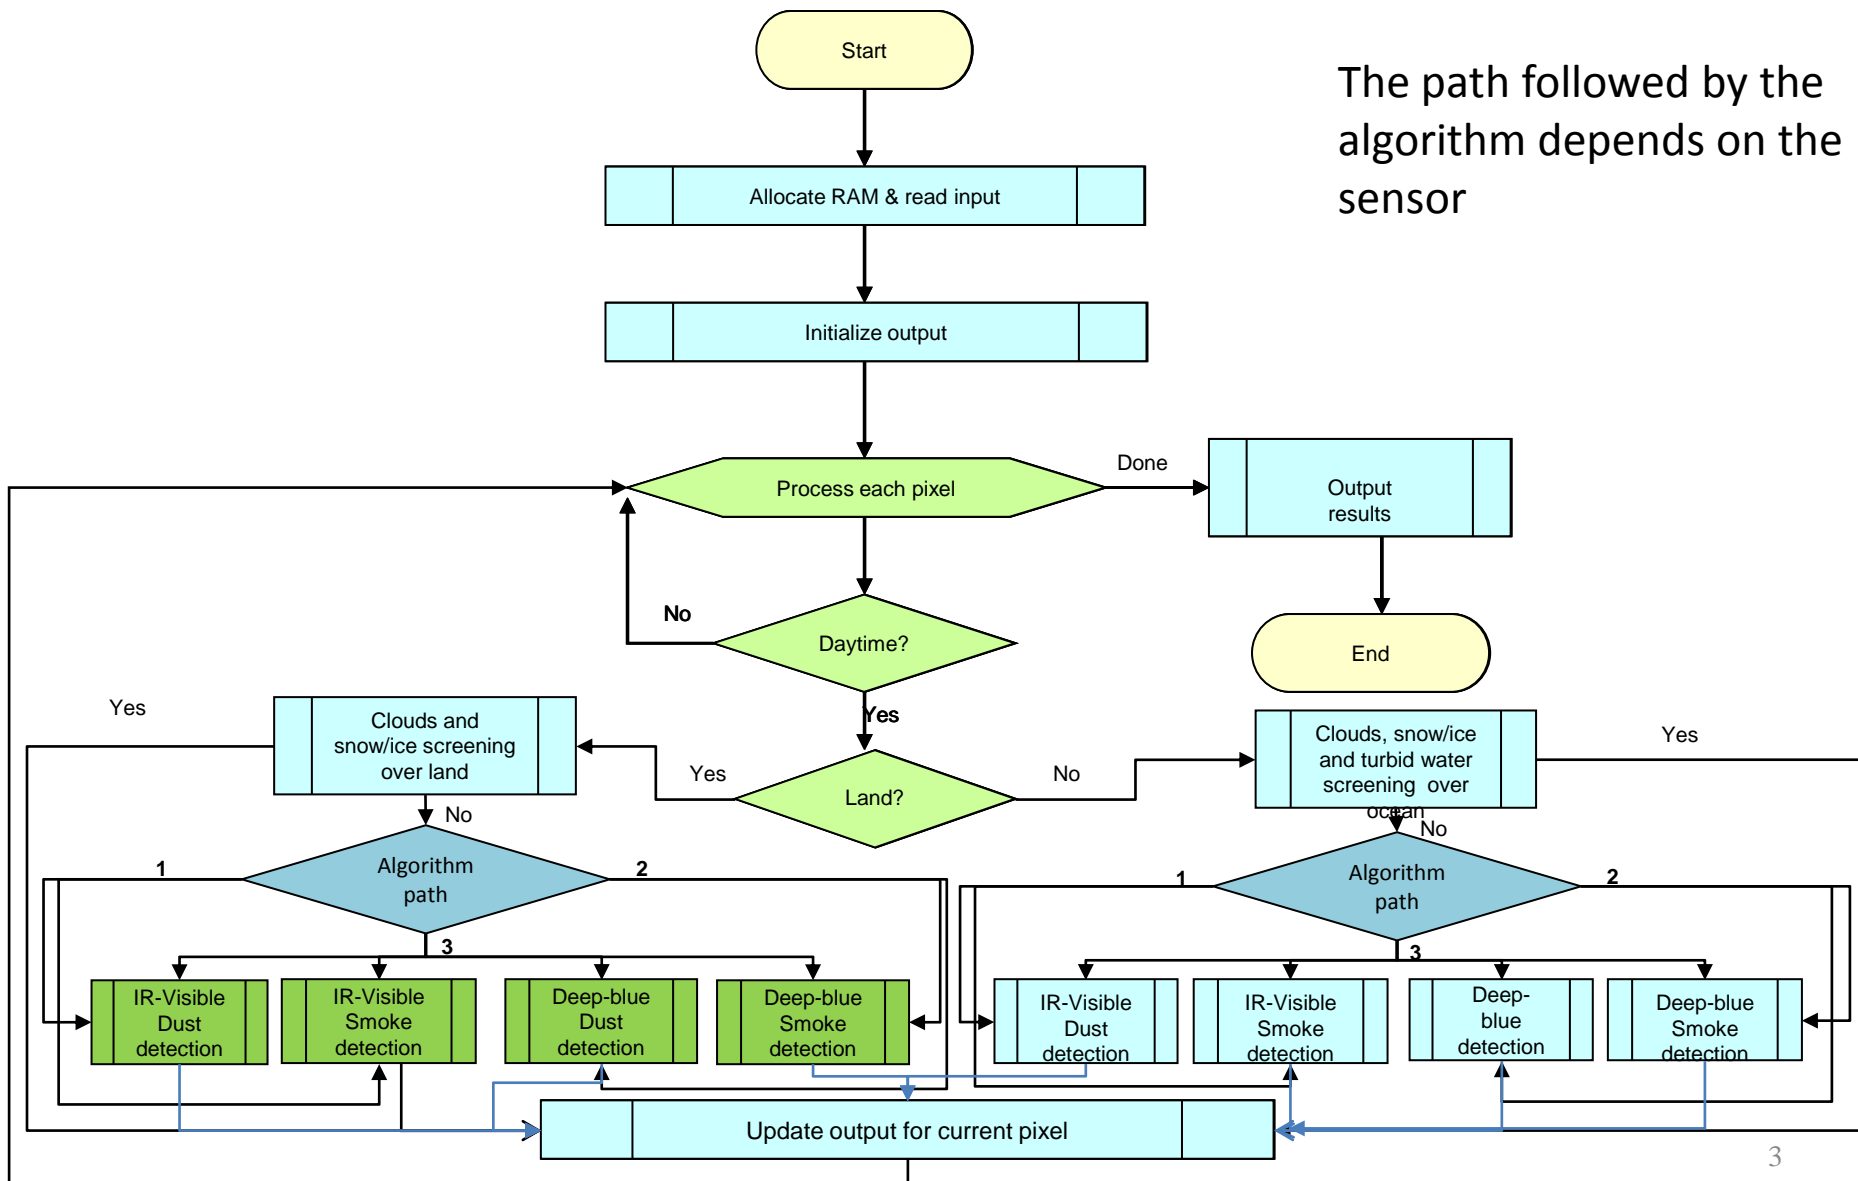 Start
The path followed by the
algorithm depends on the
sensor
Allocate RAM & read input
Initialize output
Done
Process each pixel
Output
results
No
Daytime?
End
Yes
Yes
Clouds and
snow/ice screening
over land
Clouds, snow/ice
and turbid water
screening over
ocean
Yes
Yes
No
Land?
No
No
1
Algorithm
path
2
3
1
Algorithm
path
2
3
IR-Visible
Dust
detection
IR-Visible
Smoke
detection
Deep-blue
Dust
detection
Deep-blue
Smoke
detection
IR-Visible
Dust
detection
IR-Visible
Smoke
detection
Deep-
blue
detection
Deep-blue
Smoke
detection
Update output for current pixel
3